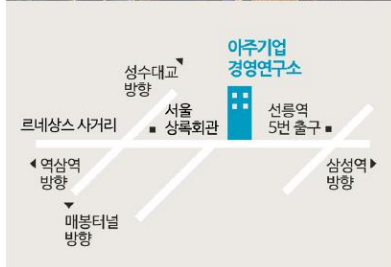 아주기업
경영연구소
성수대교
방향
서울
상록회관
선릉역
5번 출구
르네상스 사거리
역삼역
방향
삼성역
방향
매봉터널
방향